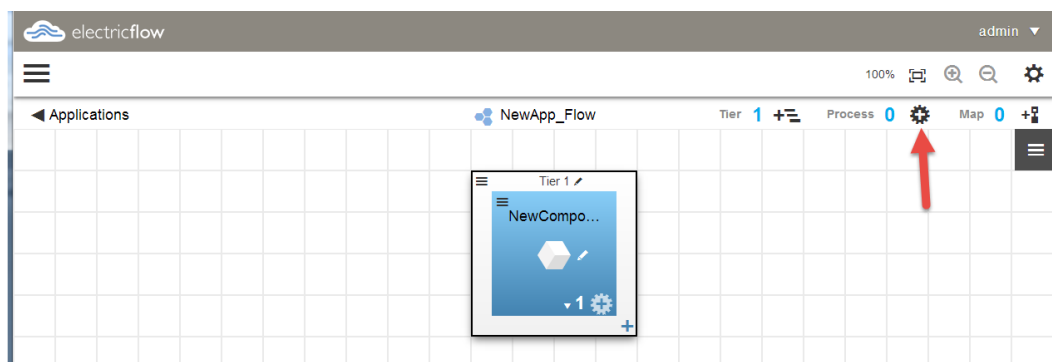 electricflow admin
100%
Applications NewApp_Flow Tier 1 Process 0 Map 0
Tier 1
NewCompo...
1